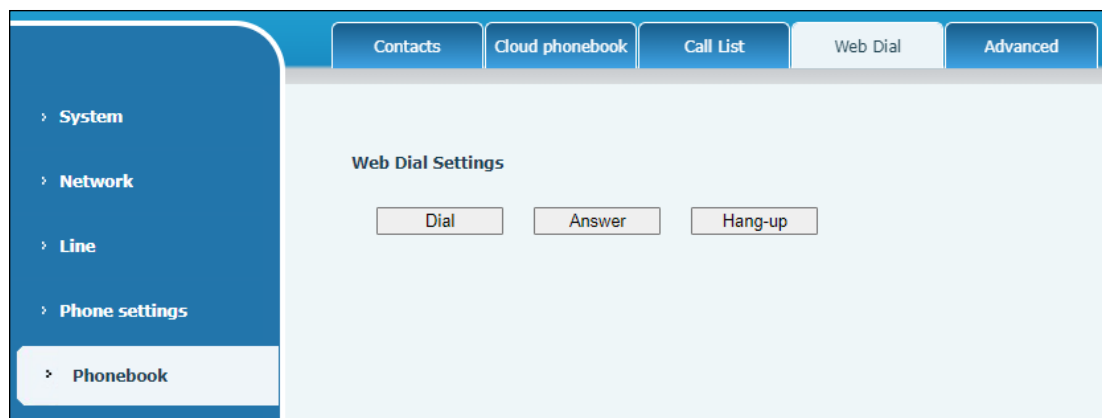 Contacts Cloud phonebook Call List Web Dial Advanced
› System
› Network
› Line
› Phone settings
› Phonebook
Web Dial Settings
Dial Answer Hang-up